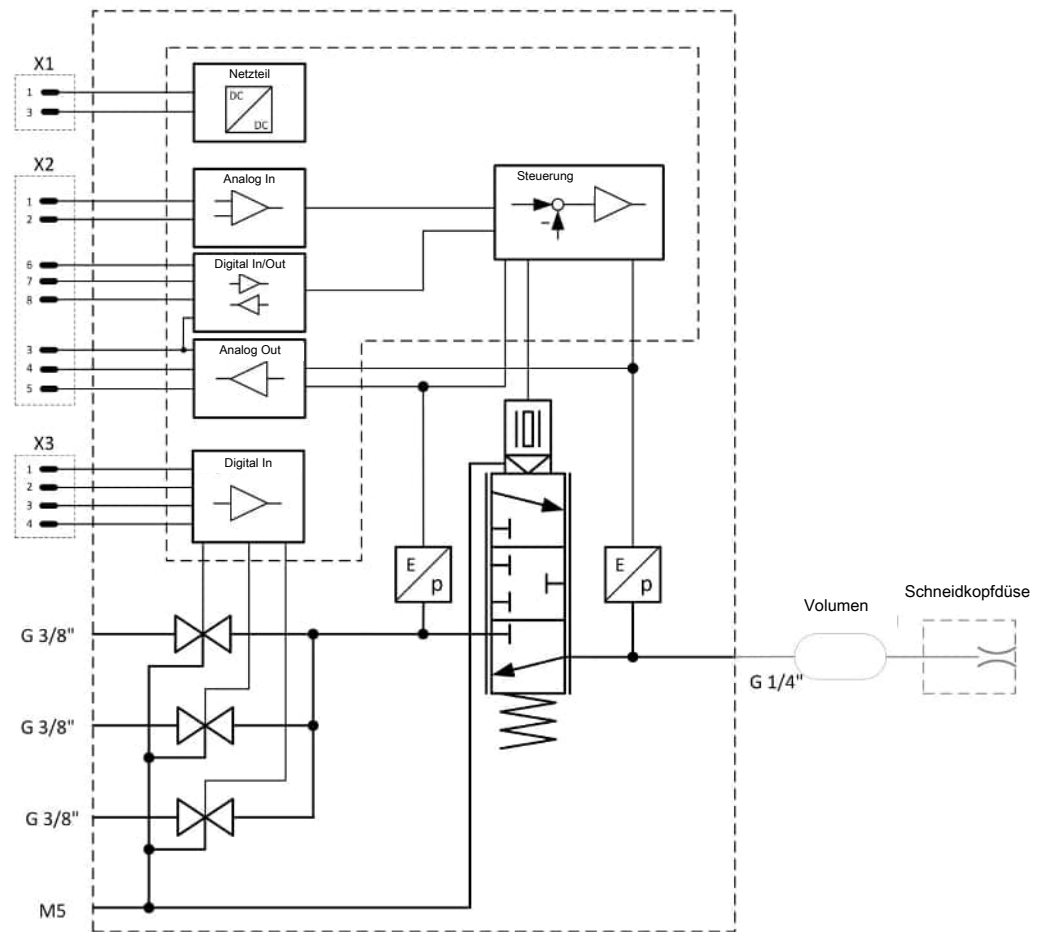 X1
1
3
Netzteil
DC
DC
X2
1
2
6
7
8
3
4
5
Analog In
Digital In/Out
Analog Out
Steuerung
X3
1
2
3
4
Digital In
E
p
E
p
G 3/8"
G 3/8"
G 3/8"
M5
G 1/4"
Volumen
Schneidkopfdüse